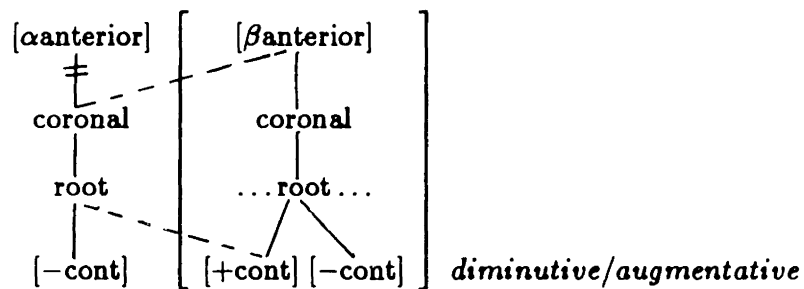 [αanterior] [βanterior]
coronal coronal
root ...root...
[−cont] [+cont] [−cont] diminutive/augmentative